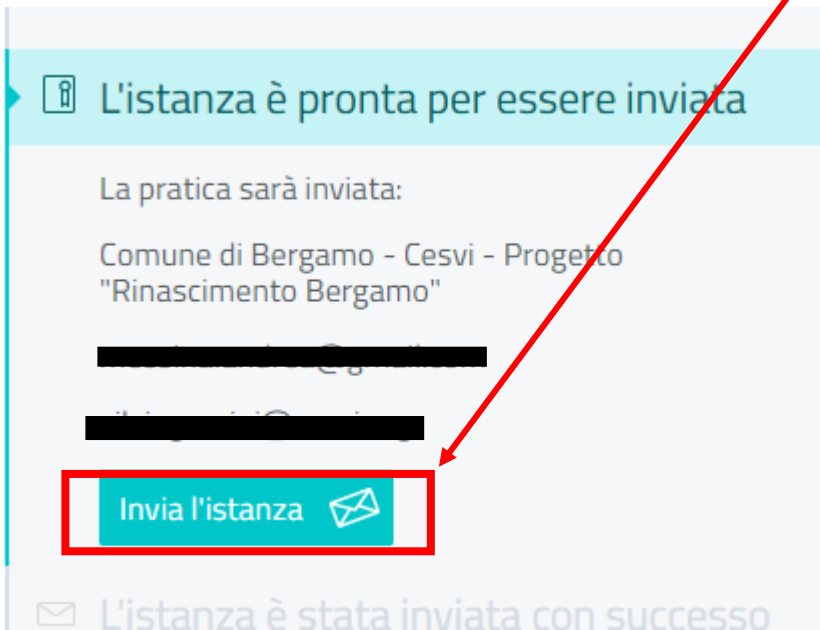 L'istanza è pronta per essere inviata
La pratica sarà inviata:
Comune di Bergamo - Cesvi - Progetto
"Rinascimento Bergamo"
Invia l'istanza
L'istanza è stata inviata con successo